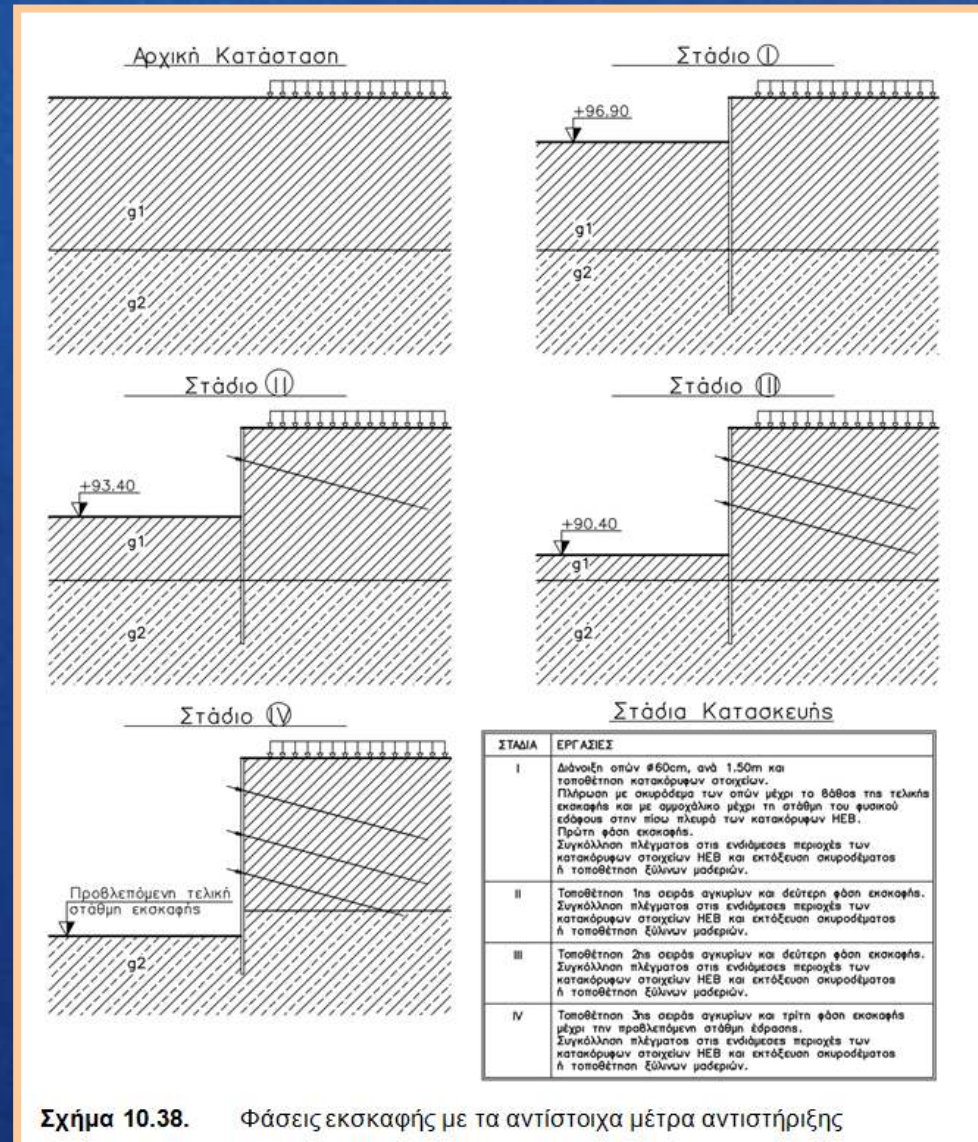 Αρχική Κατάσταση
g1
g2
Στάδιο I
+96.90
g1
g2
Στάδιο II
+93.40
g1
g2
Στάδιο III
+90.40
g1
g2
Στάδιο IV
Προβλεπόμενη τελική
στάθμη εκσκαφής
g2
Στάδια Κατασκευής
ΣΤΑΔΙΑ ΕΡΓΑΣΙΕΣ
I
Διάνοιξη οπών Ø60cm, ανά 1.50m και
τοποθέτηση κατακόρυφων στοιχείων.
Πλήρωση με σκυρόδεμα των οπών μέχρι το βάθος της τελικής
εκσκαφής και με αμμοχάλικο μέχρι τη στάθμη του φυσικού
εδάφους στην πίσω πλευρά των κατακόρυφων HEB.
Πρώτη φάση εκσκαφής.
Συγκόλληση πλέγματος στις ενδιάμεσες περιοχές των
κατακόρυφων στοιχείων HEB και εκτόξευση σκυροδέματος
ή τοποθέτηση ξύλινων μαδεριών.
II
Τοποθέτηση 1ης σειράς αγκυρίων και δεύτερη φάση εκσκαφής.
Συγκόλληση πλέγματος στις ενδιάμεσες περιοχές των
κατακόρυφων στοιχείων HEB και εκτόξευση σκυροδέματος
ή τοποθέτηση ξύλινων μαδεριών.
III
Τοποθέτηση 2ης σειράς αγκυρίων και δεύτερη φάση εκσκαφής.
Συγκόλληση πλέγματος στις ενδιάμεσες περιοχές των
κατακόρυφων στοιχείων HEB και εκτόξευση σκυροδέματος
ή τοποθέτηση ξύλινων μαδεριών.
IV
Τοποθέτηση 3ης σειράς αγκυρίων και τρίτη φάση εκσκαφής
μέχρι την προβλεπόμενη στάθμη έδρασης.
Συγκόλληση πλέγματος στις ενδιάμεσες περιοχές των
κατακόρυφων στοιχείων HEB και εκτόξευση σκυροδέματος
ή τοποθέτηση ξύλινων μαδεριών.
Σχήμα 10.38. Φάσεις εκσκαφής με τα αντίστοιχα μέτρα αντιστήριξης